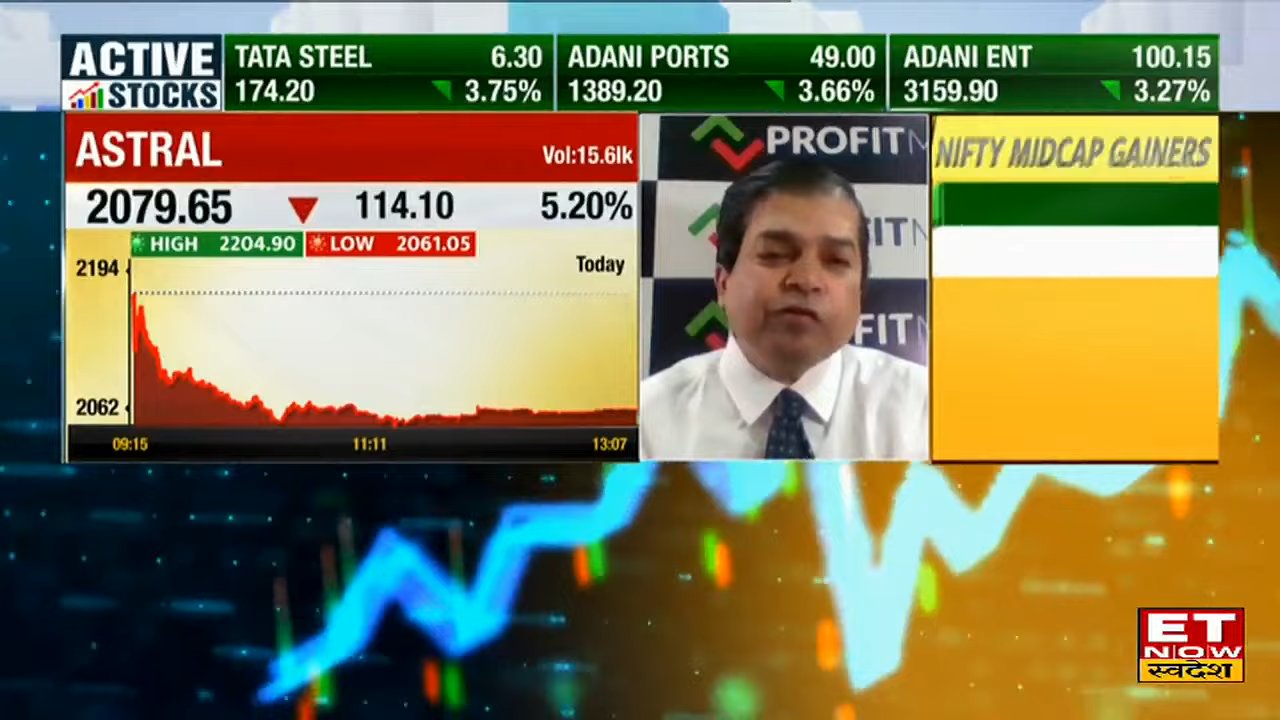 ACTIVE
STOCKS
TATA STEEL 6.30
174.20 3.75%
ADANI PORTS 49.00
1389.20 3.66%
ADANI ENT 100.15
3159.90 3.27%
ASTRAL Vol:15.6lk
2079.65 114.10 5.20%
HIGH 2204.90 LOW 2061.05
Today
2194
2062
09:15 11:11 13:07
PROFIT
IT
FIT
NIFTY MIDCAP GAINERS
ET
NOW
स्वदेश